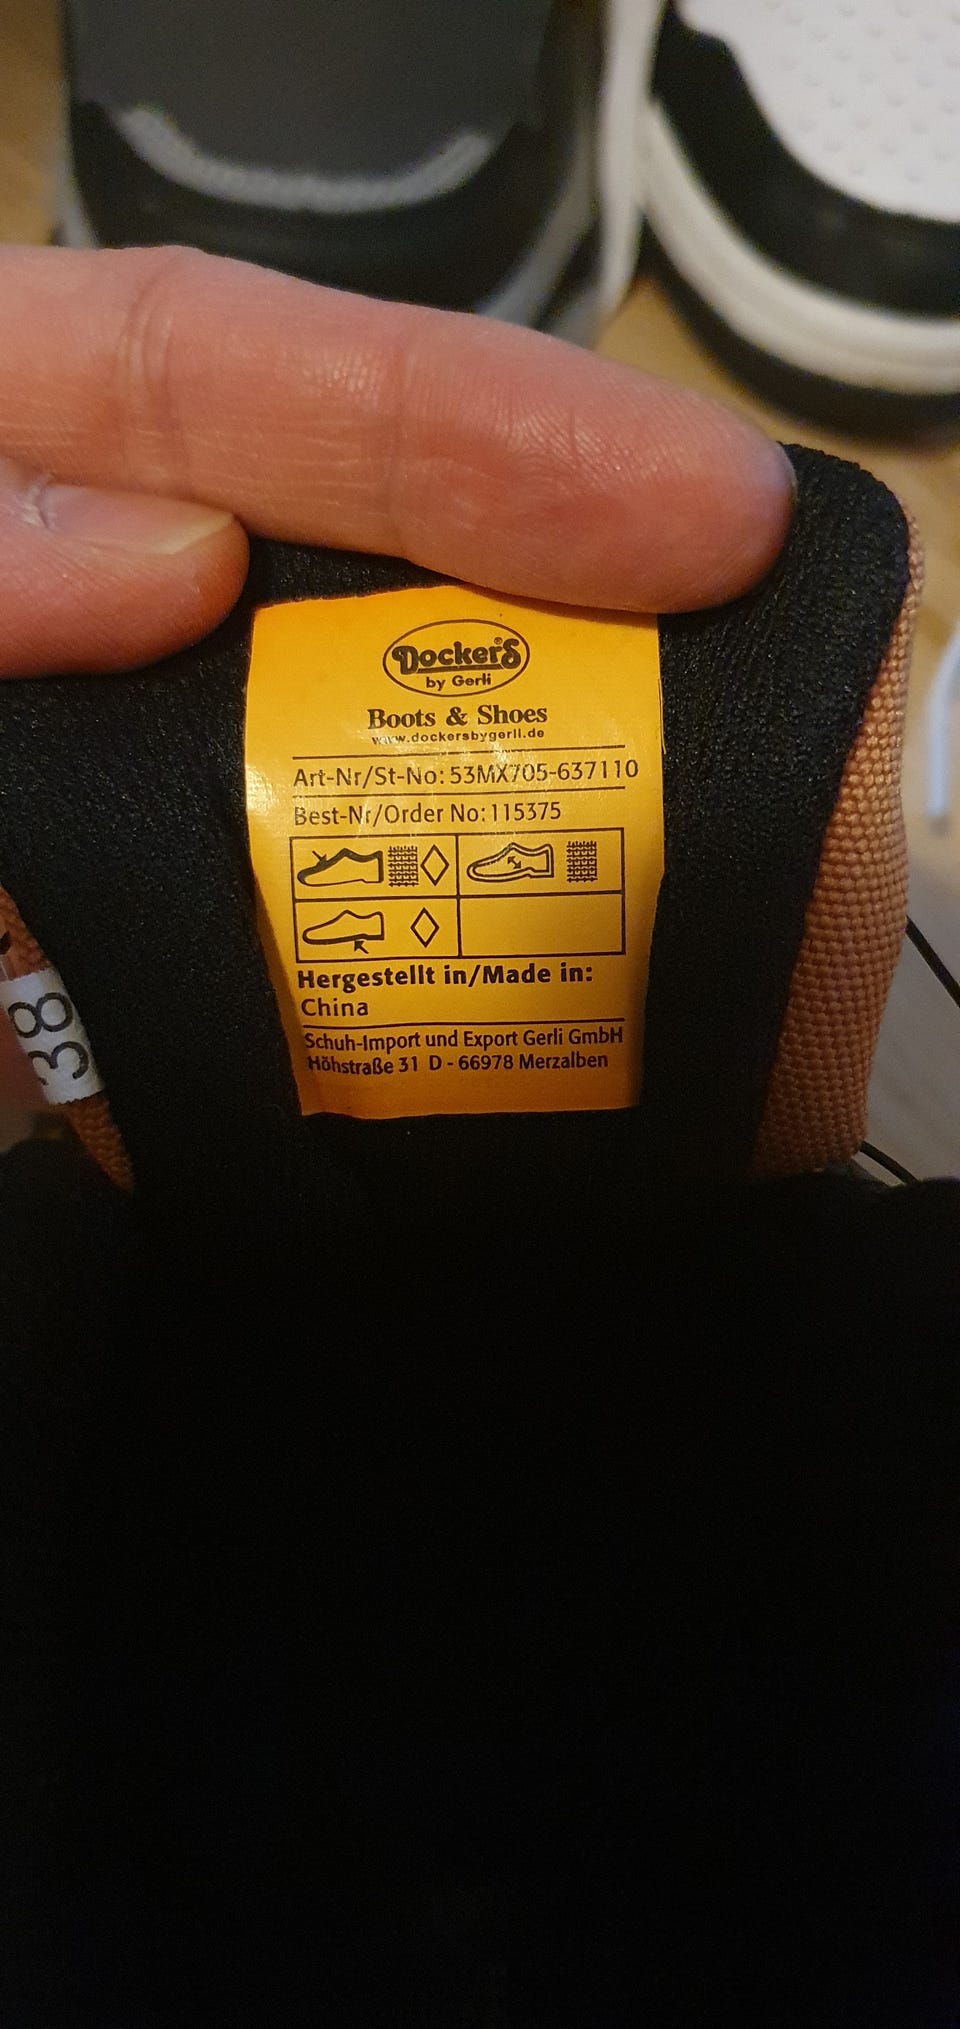 Docker's®
by Gerli
Boots & Shoes
www.dockersbygerli.de
Art-Nr/St-No: 53MX705-637110
Best-Nr/Order No: 115375
Hergestellt in/Made in:
China
Schuh-Import und Export Gerli GmbH
Höhstraße 31 D - 66978 Merzalben
38